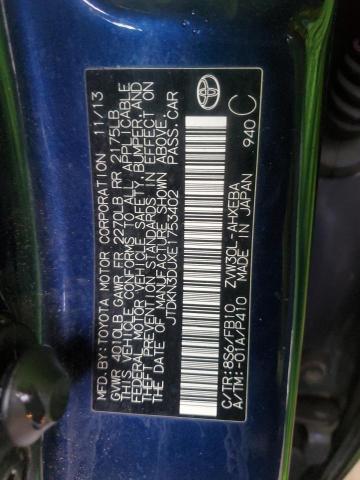 MFD.BY:TOYOTA MOTOR CORPORATION 11/13
GVWR 4010LB GAWR FR 2270LB RR 2175LB
THIS VEHICLE CONFORMS TO ALL APPLICABLE
FEDERAL MOTOR VEHICLE SAFETY, BUMPER, AND
THEFT PREVENTION STANDARDS IN EFFECT ON
THE DATE OF MANUFACTURE SHOWN ABOVE.
JTDKN3DUXE1753402 PASS.CAR
C/TR:8S6/FB10 ZVW30L-AHXEBA
A/TM:-01A/P410 MADE IN JAPAN
940 C